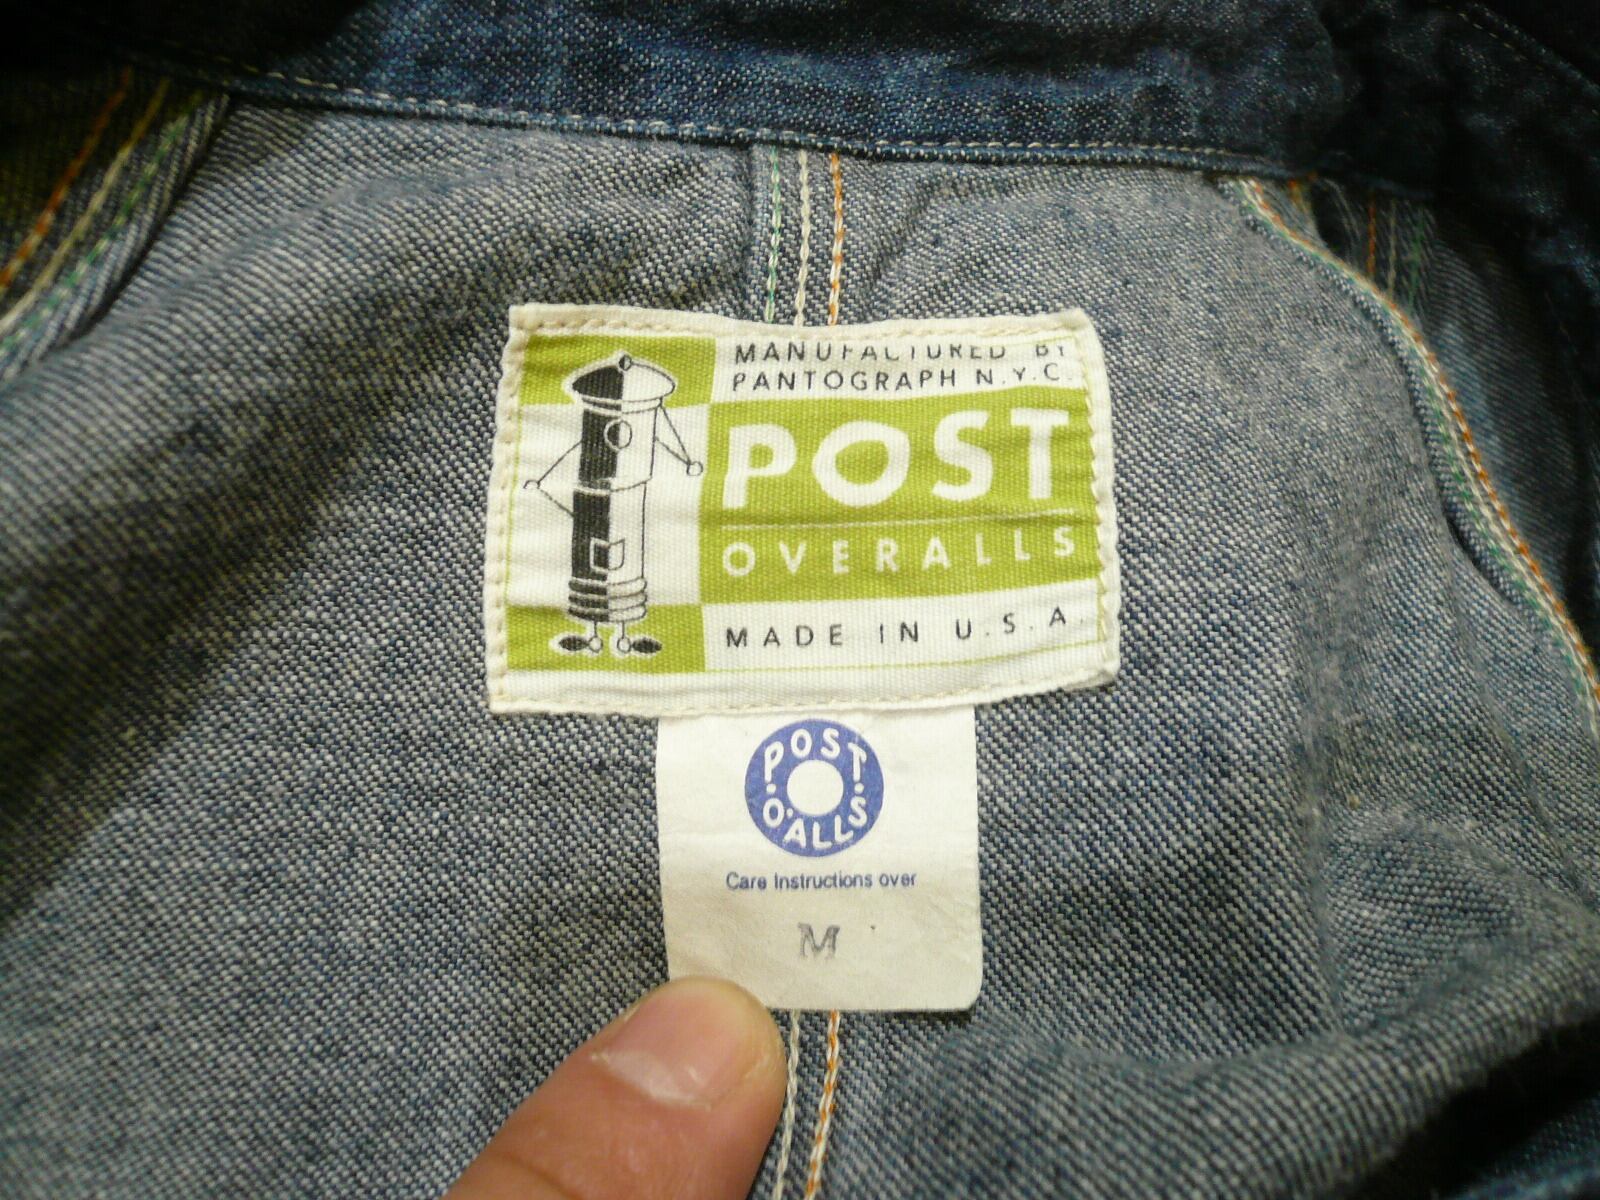 MANUFACTURED BY
PANTOGRAPH N.Y.C.
POST
OVERALLS
MADE IN U.S.A.
POST
O'ALLS
Care Instructions over
M